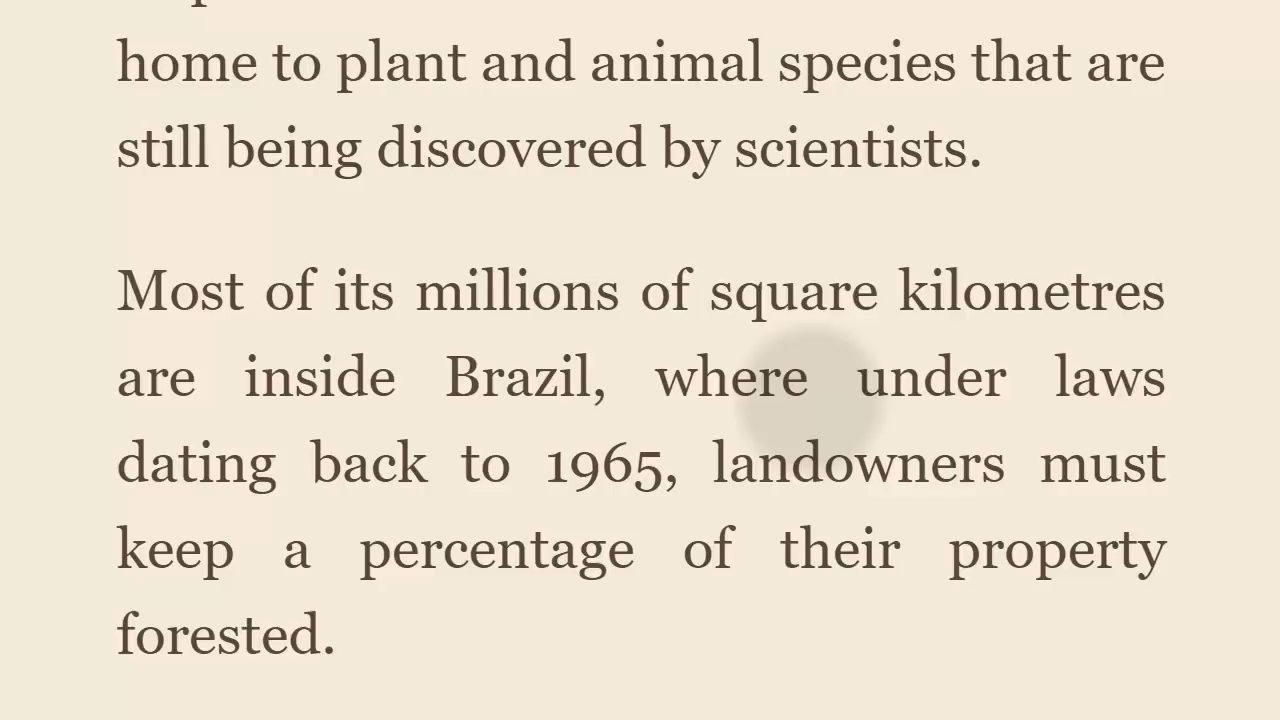 home to plant and animal species that are
still being discovered by scientists.
Most of its millions of square kilometres
are inside Brazil, where under laws
dating back to 1965, landowners must
keep a percentage of their property
forested.